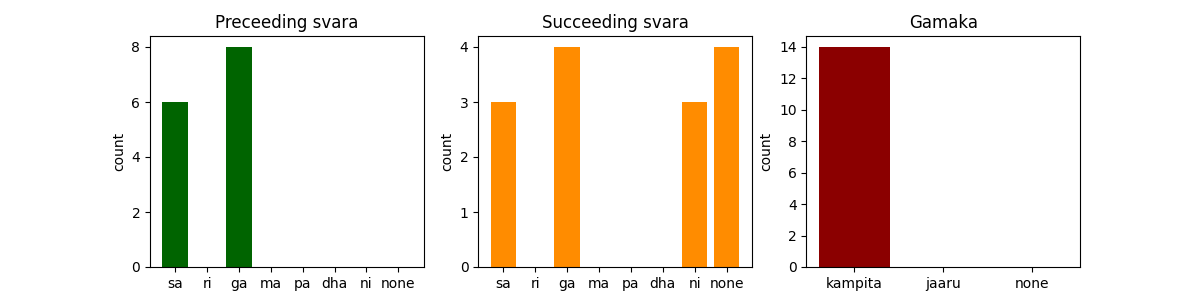 Preceeding svara
count
8
6
4
2
0
sa ri ga ma pa dha ni none
Succeeding svara
count
4
3
2
1
0
sa ri ga ma pa dha ni none
Gamaka
count
14
12
10
8
6
4
2
0
kampita jaaru none